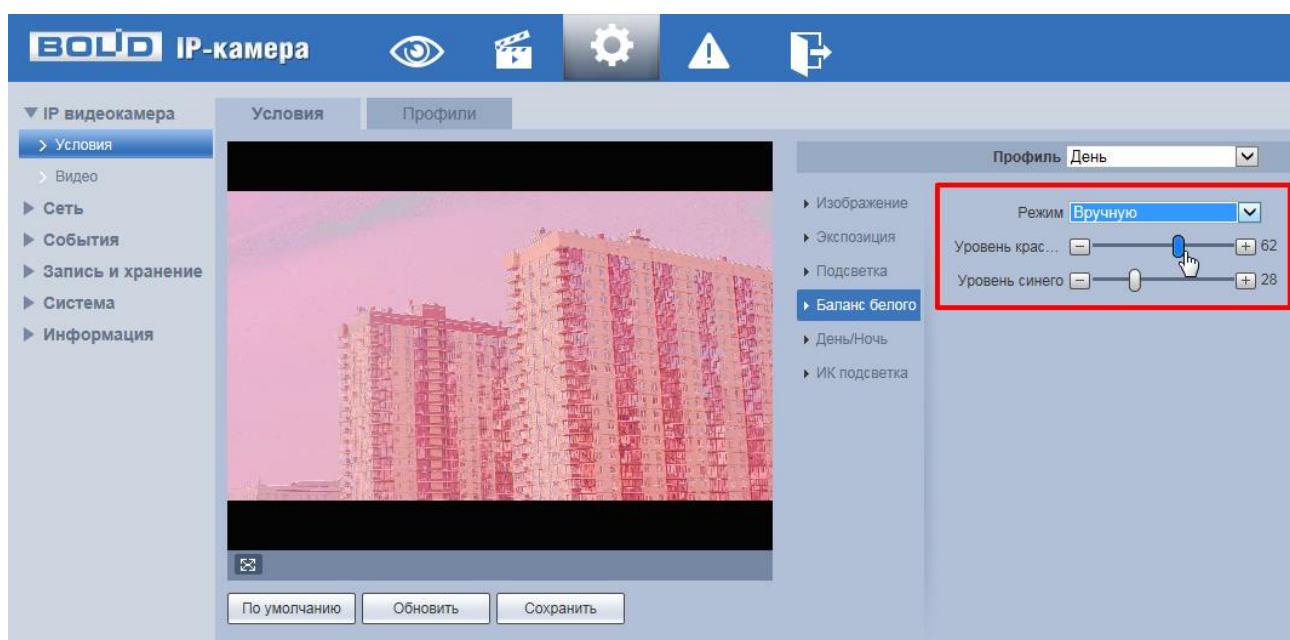 BOLID IP-камера
IP видеокамера
Условия
Видео
Сеть
События
Запись и хранение
Система
Информация
Условия
Профили
По умолчанию
Обновить
Сохранить
Профиль День
Изображение
Экспозиция
Подсветка
Баланс белого
День/Ночь
ИК подсветка
Режим Вручную
Уровень крас... 62
Уровень синего 28